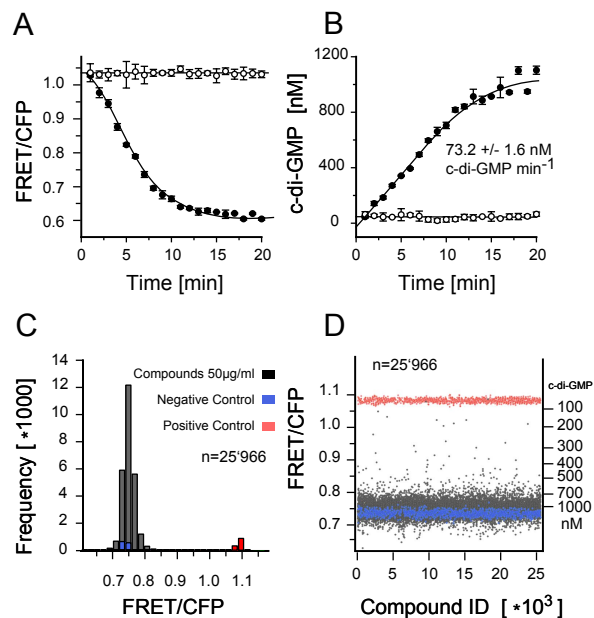 A
FRET/CFP
1.0
0.9
0.8
0.7
0.6
0
5
10
15
20
Time [min]
B
c-di-GMP
[nM]
1200
800
400
0
73.2 +/- 1.6 nM
c-di-GMP min-1
0
5
10
15
20
Time [min]
C
Frequency [ *1000]
14
12
10
8
6
4
2
0
Compounds 50µg/ml
Negative Control
Positive Control
n=25'966
0.7
0.8
0.9
1.0
1.1
FRET/CFP
D
n=25'966
FRET/CFP
1.1
1.0
0.9
0.8
0.7
c-di-GMP
100
200
300
400
500
700
1000
nM
0
5
10
15
20
25
Compound ID [ *10³]